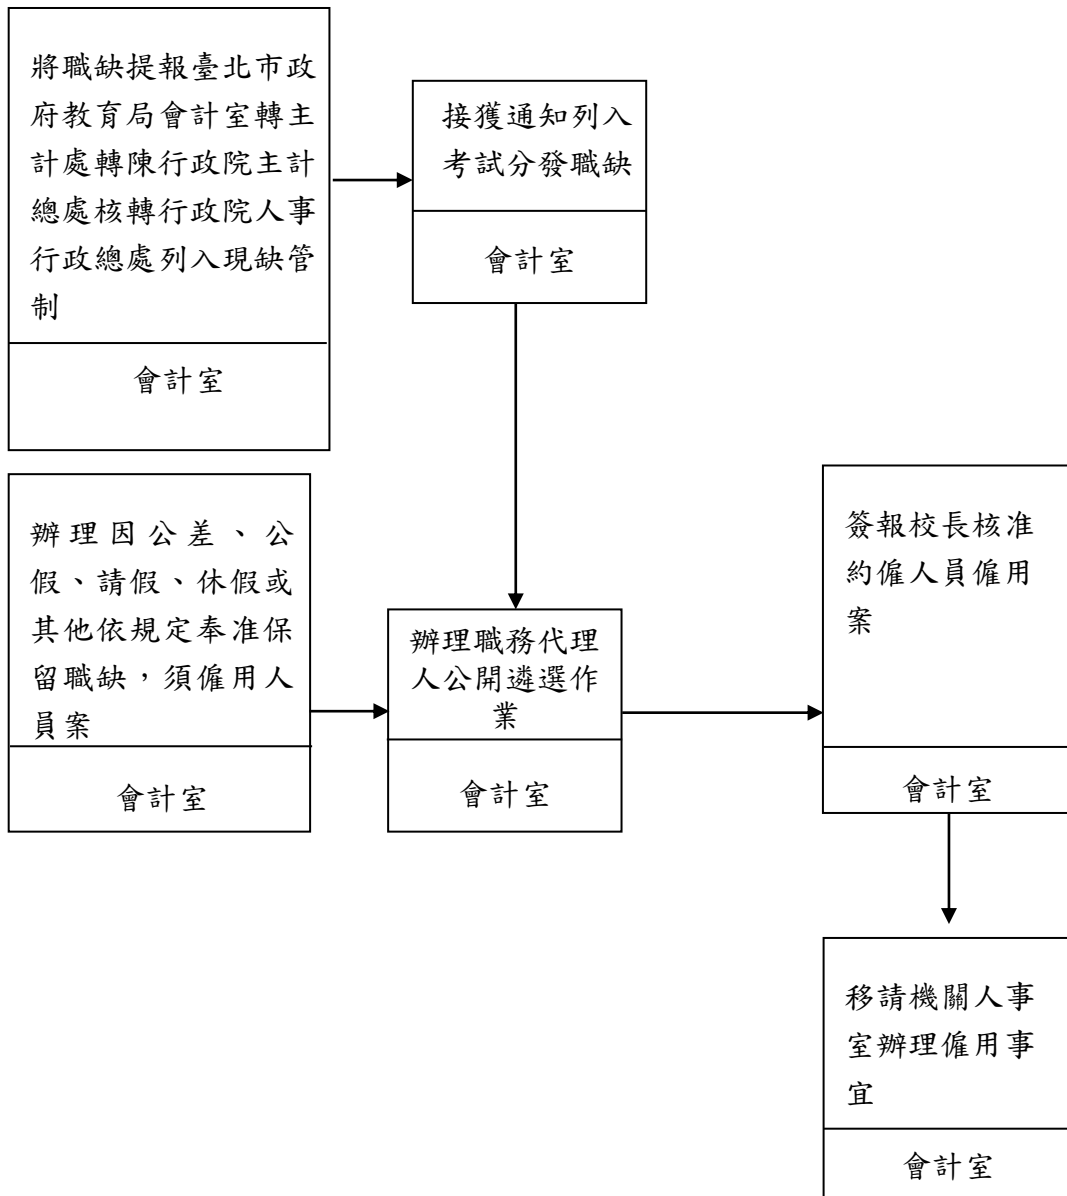 將職缺提報臺北市政
府教育局會計室轉主
計處轉陳行政院主計
總處核轉行政院人事
行政總處列入現缺管
制
會計室
接獲通知列入
考試分發職缺
會計室
辦理因公差、公
假、請假、休假或
其他依規定奉准保
留職缺，須僱用人
員案
會計室
辦理職務代理
人公開遴選作
業
會計室
簽報校長核准
約僱人員僱用
案
會計室
移請機關人事
室辦理僱用事
宜
會計室